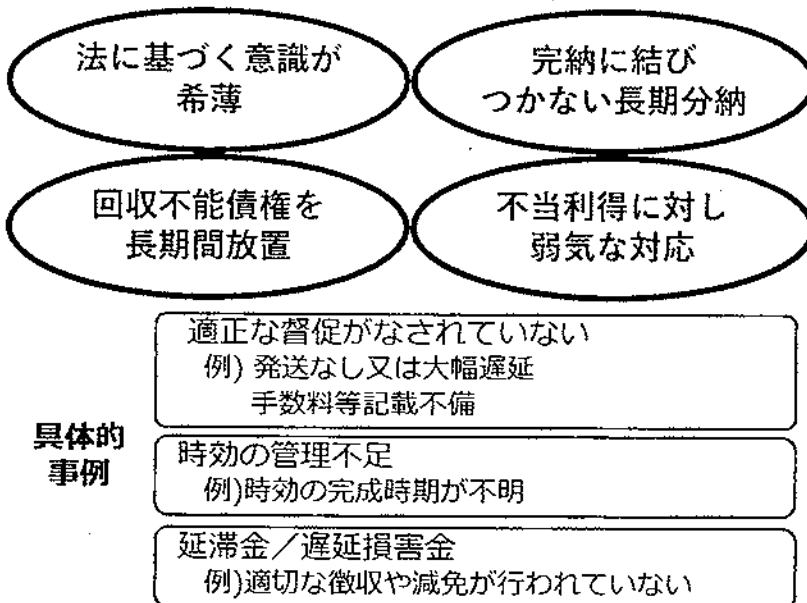 法に基づく意識が
希薄
完納に結び
つかない長期分納
回収不能債権を
長期間放置
不当利得に対し
弱気な対応
具体的
事例
適正な督促がなされていない
例) 発送なし又は大幅遅延
手数料等記載不備
時効の管理不足
例)時効の完成時期が不明
延滞金／遅延損害金
例)適切な徴収や減免が行われていない